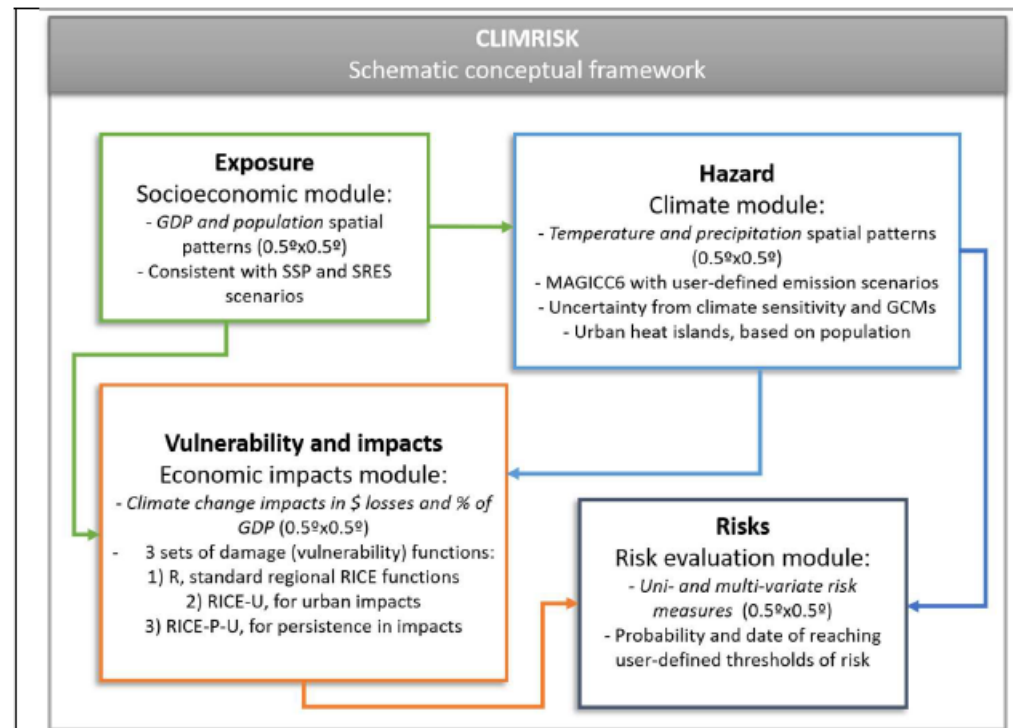 CLIMRISK
Schematic conceptual framework
Exposure
Socioeconomic module:
- GDP and population spatial
patterns (0.5ºx0.5º)
- Consistent with SSP and SRES
scenarios
Hazard
Climate module:
- Temperature and precipitation spatial patterns
(0.5ºx0.5º)
- MAGICC6 with user-defined emission scenarios
- Uncertainty from climate sensitivity and GCMs
- Urban heat islands, based on population
Vulnerability and impacts
Economic impacts module:
- Climate change impacts in $ losses and % of
GDP (0.5ºx0.5º)
- 3 sets of damage (vulnerability) functions:
1) R, standard regional RICE functions
2) RICE-U, for urban impacts
3) RICE-P-U, for persistence in impacts
Risks
Risk evaluation module:
- Uni- and multi-variate risk
measures (0.5ºx0.5º)
- Probability and date of reaching
user-defined thresholds of risk